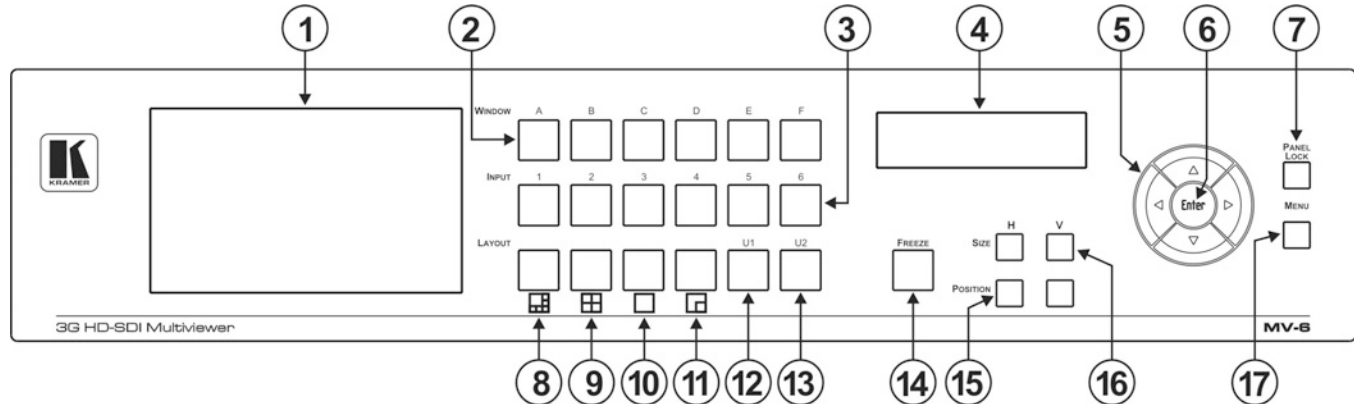 1 2 3 4 5 6 7
WINDOW A B C D E F
PANEL LOCK
K
KRAMER
INPUT 1 2 3 4 5 6
Enter
MENU
LAYOUT U1 U2
FREEZE
H V
SIZE
POSITION
3G HD-SDI Multiviewer
MV-6
8 9 10 11 12 13 14 15 16 17